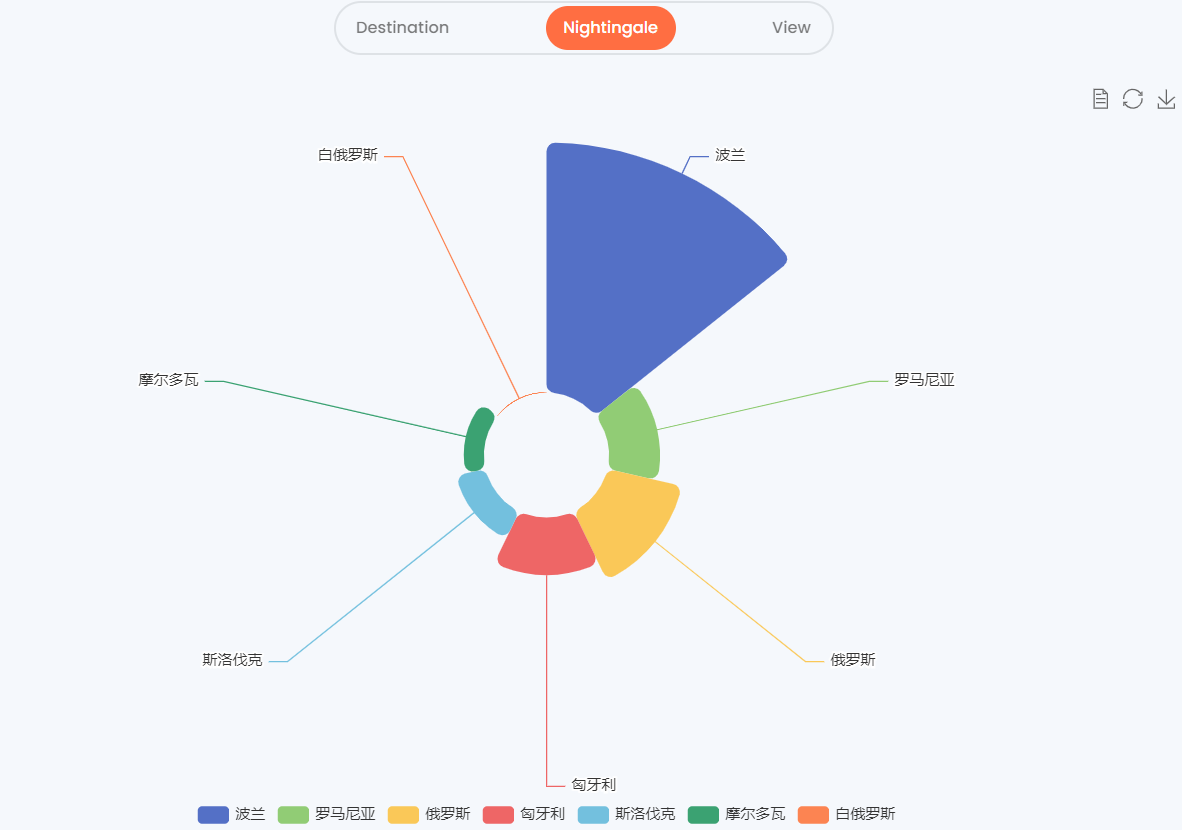 Destination Nightingale View
白俄罗斯 波兰
摩尔多瓦 罗马尼亚
斯洛伐克 俄罗斯
匈牙利
波兰 罗马尼亚 俄罗斯 匈牙利 斯洛伐克 摩尔多瓦 白俄罗斯